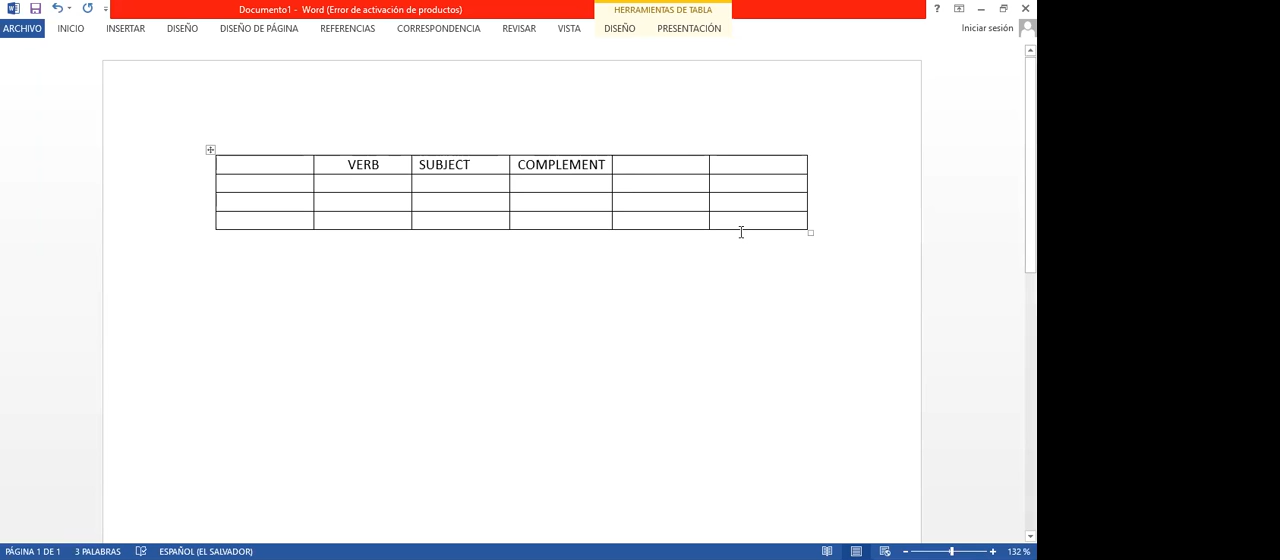 Documento1 - Word (Error de activación de productos)
HERRAMIENTAS DE TABLA
?
ARCHIVO INICIO INSERTAR DISEÑO DISEÑO DE PÁGINA REFERENCIAS CORRESPONDENCIA REVISAR VISTA DISEÑO PRESENTACIÓN Iniciar sesión
VERB SUBJECT COMPLEMENT
PÁGINA 1 DE 1 3 PALABRAS ESPAÑOL (EL SALVADOR) 132 %